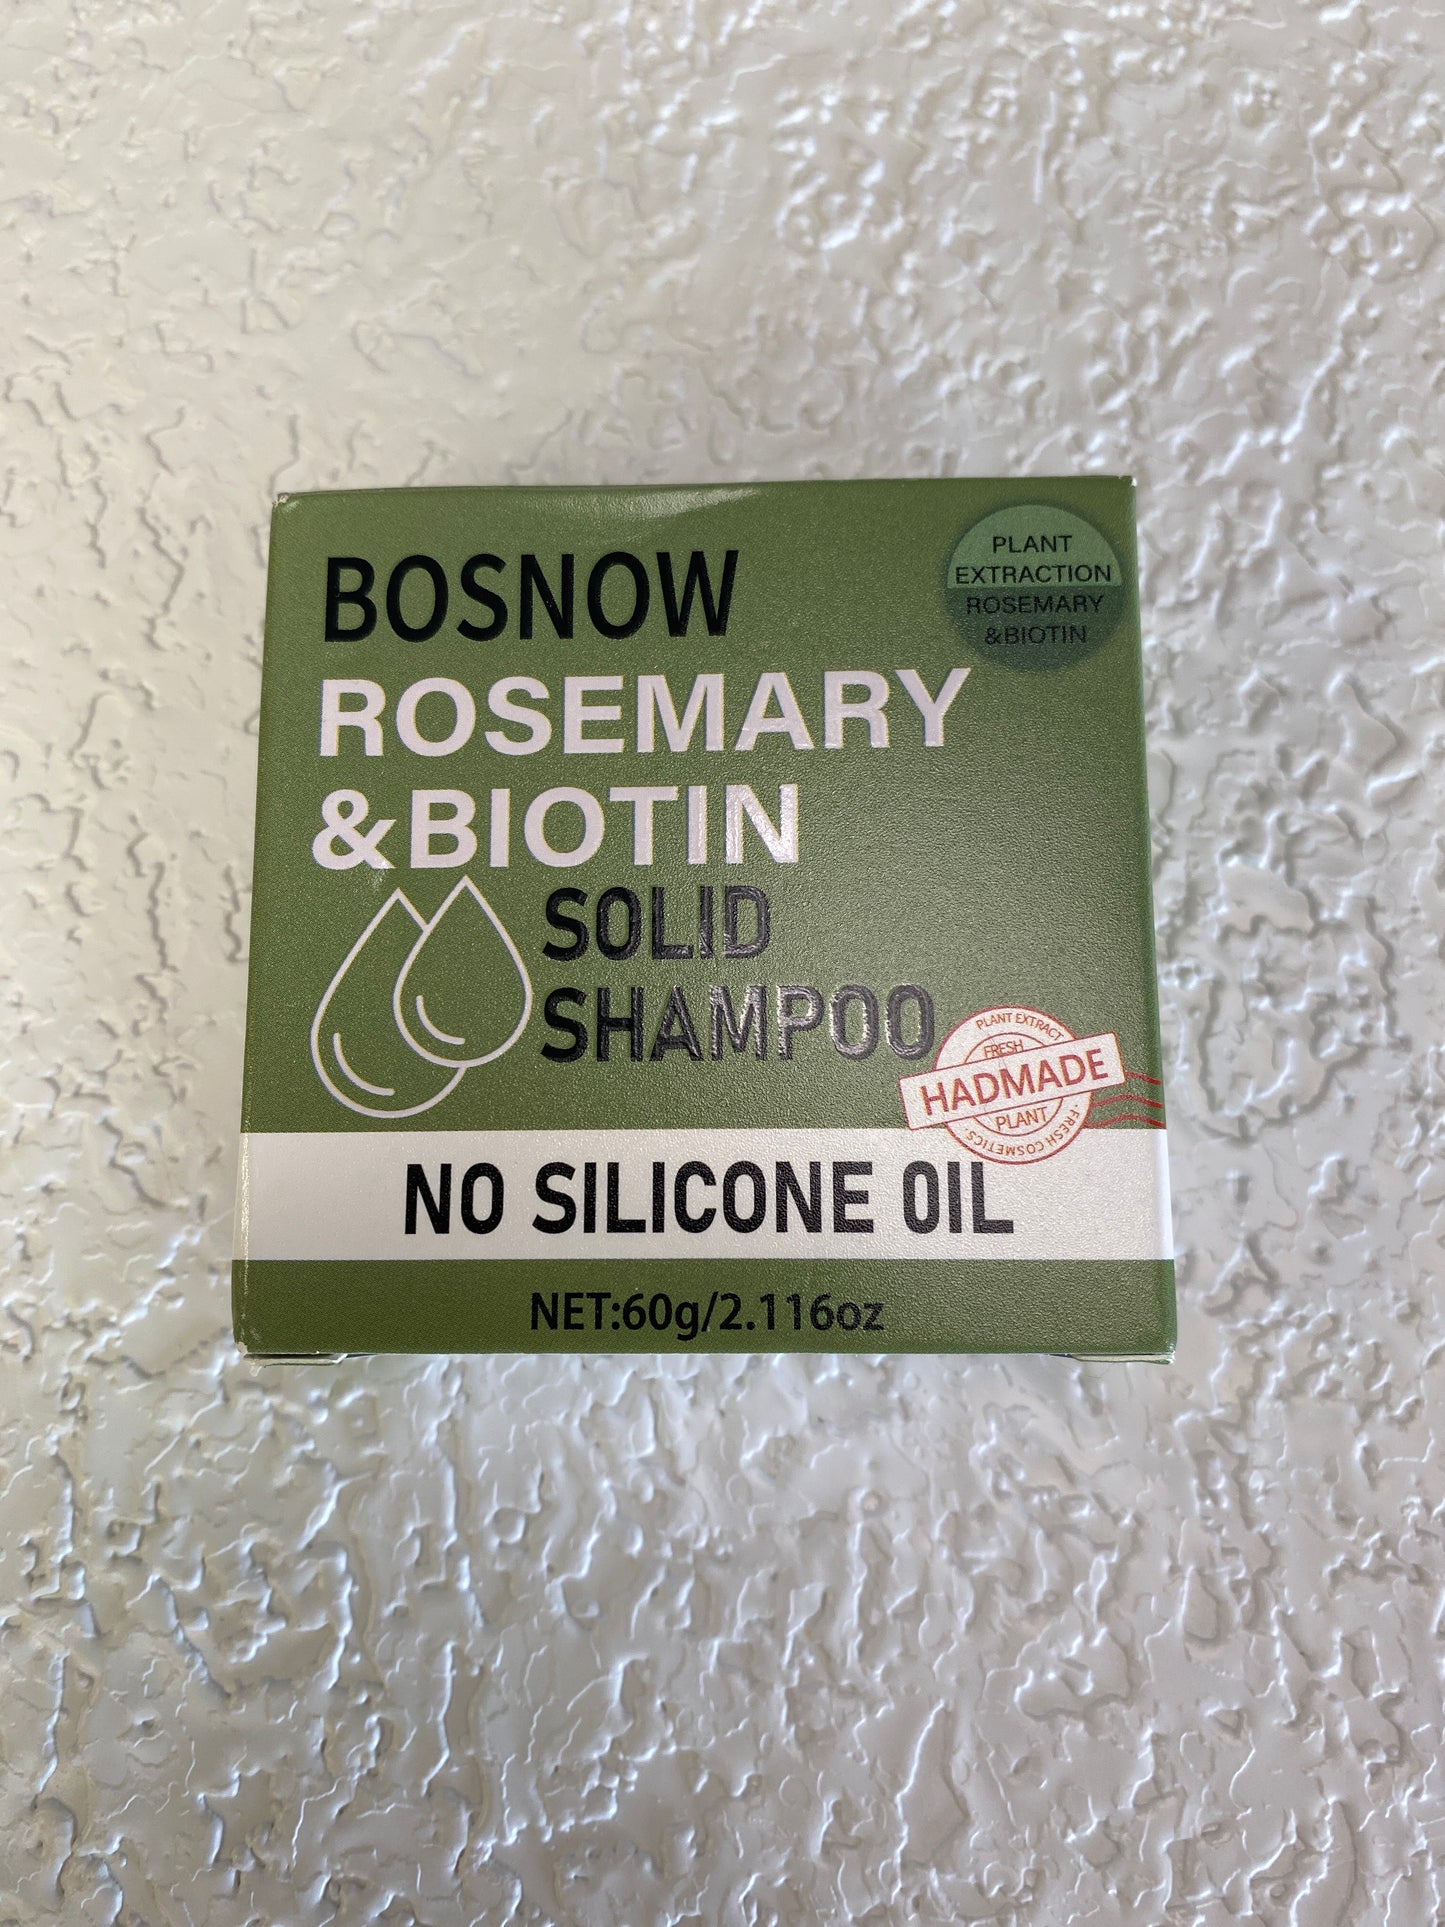 BOSNOW
PLANT
EXTRACTION
ROSEMARY
&BIOTIN
ROSEMARY
&BIOTIN
SOLID
SHAMPOO
PLANT EXTRACT
FRESH
HADMADE
PLANT
·FRESH COSMETICS·
NO SILICONE OIL
NET:60g/2.116oz